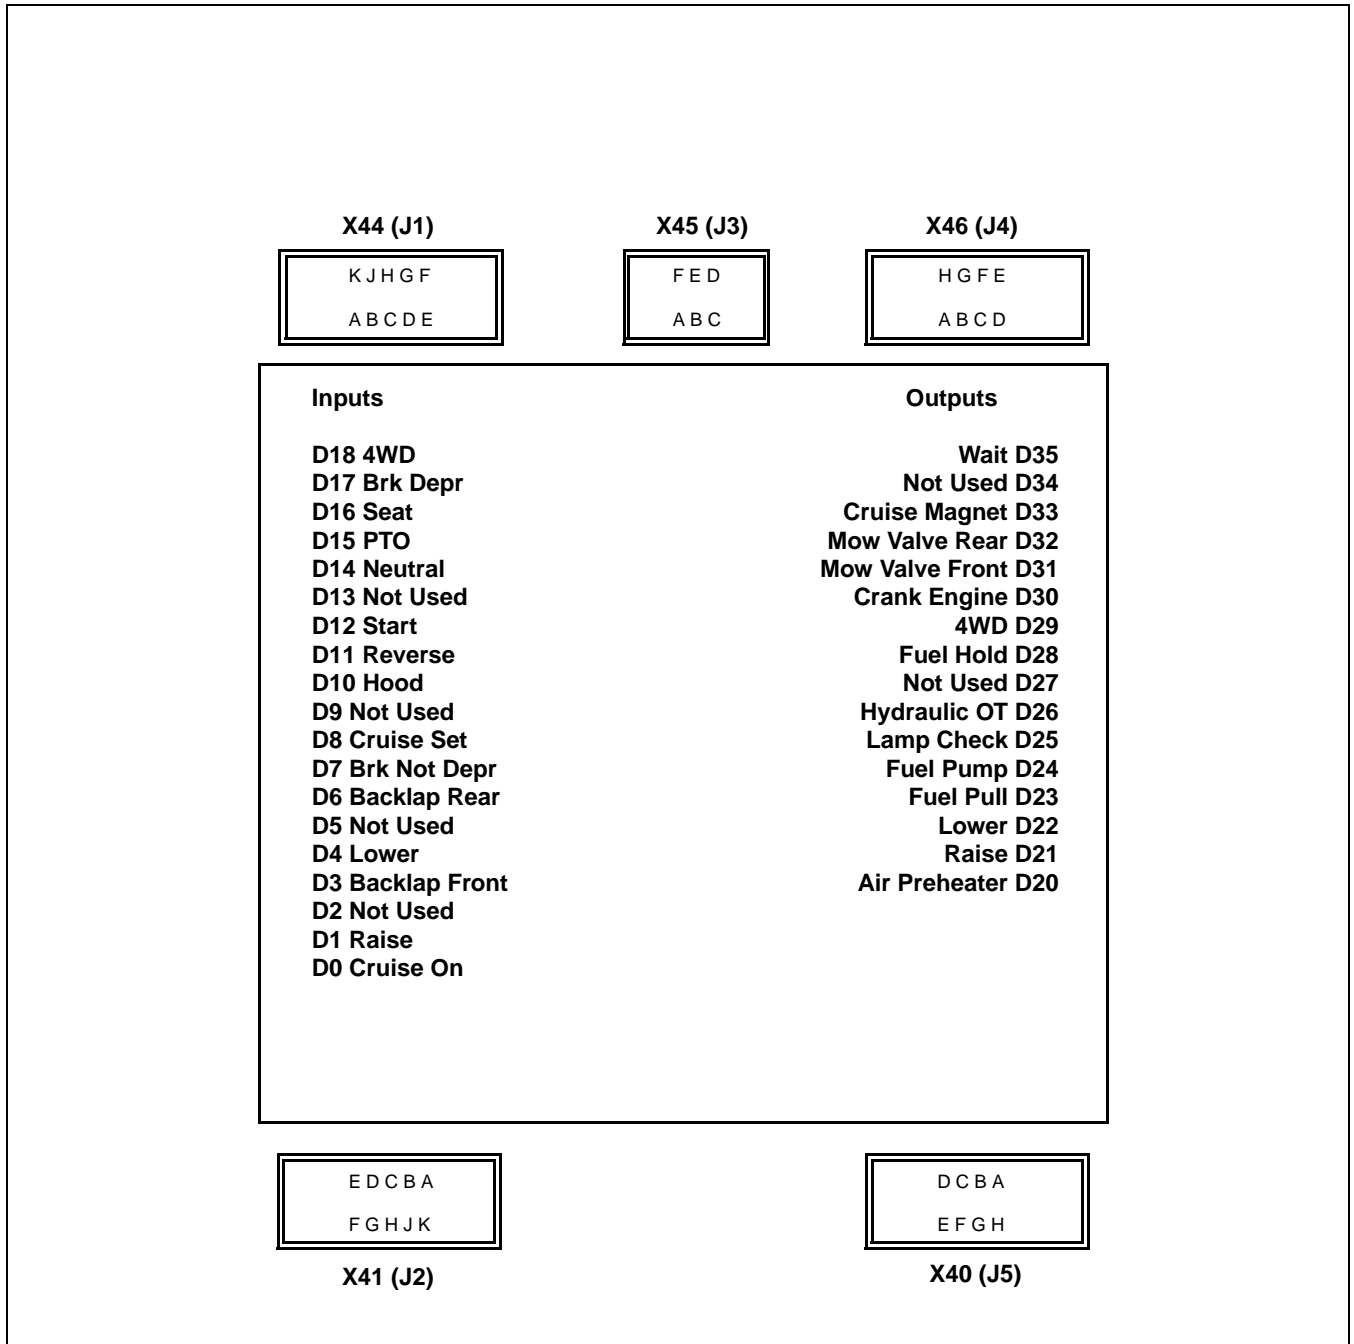 X44 (J1) X45 (J3) X46 (J4)
K J H G F F E D H G F E
A B C D E A B C A B C D
Inputs Outputs
D18 4WD Wait D35
D17 Brk Depr Not Used D34
D16 Seat Cruise Magnet D33
D15 PTO Mow Valve Rear D32
D14 Neutral Mow Valve Front D31
D13 Not Used Crank Engine D30
D12 Start 4WD D29
D11 Reverse Fuel Hold D28
D10 Hood Not Used D27
D9 Not Used Hydraulic OT D26
D8 Cruise Set Lamp Check D25
D7 Brk Not Depr Fuel Pump D24
D6 Backlap Rear Fuel Pull D23
D5 Not Used Lower D22
D4 Lower Raise D21
D3 Backlap Front Air Preheater D20
D2 Not Used
D1 Raise
D0 Cruise On
E D C B A D C B A
F G H J K E F G H
X41 (J2) X40 (J5)